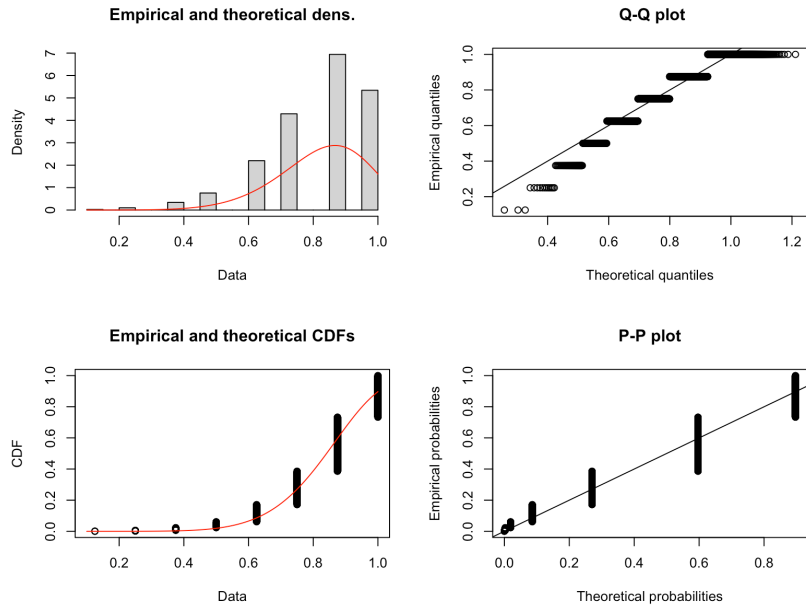 Empirical and theoretical dens.
Density
0 1 2 3 4 5 6 7
0.2 0.4 0.6 0.8 1.0
Data
Q-Q plot
Empirical quantiles
0.2 0.4 0.6 0.8 1.0
0.4 0.6 0.8 1.0 1.2
Theoretical quantiles
Empirical and theoretical CDFs
CDF
0.0 0.2 0.4 0.6 0.8 1.0
0.2 0.4 0.6 0.8 1.0
Data
P-P plot
Empirical probabilities
0.0 0.2 0.4 0.6 0.8 1.0
0.0 0.2 0.4 0.6 0.8
Theoretical probabilities